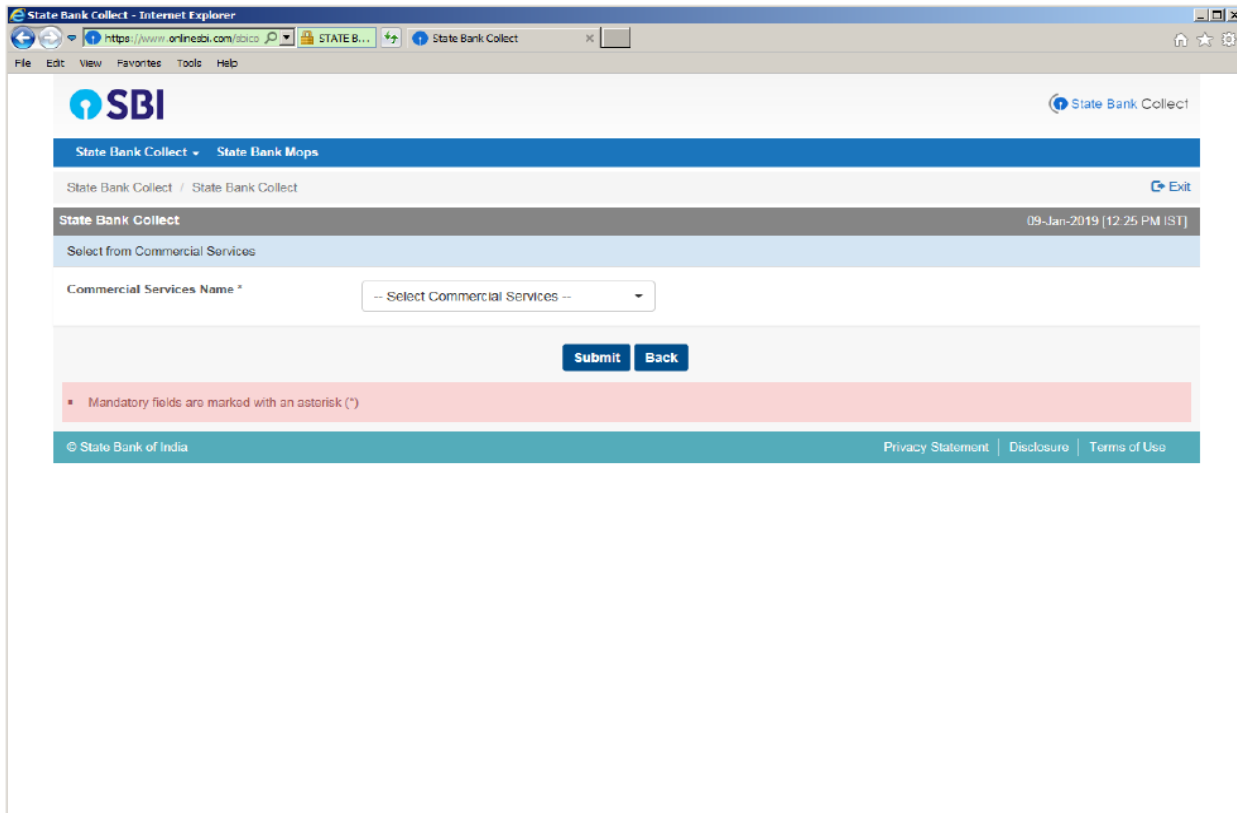 State Bank Collect - Internet Explorer
https://www.onlinesbi.com/sbico STATE B... State Bank Collect
File Edit View Favorites Tools Help
SBI
State Bank Collect
State Bank Collect State Bank Mops
State Bank Collect / State Bank Collect
Exit
State Bank Collect 09-Jan-2019 [12:25 PM IST]
Select from Commercial Services
Commercial Services Name *
-- Select Commercial Services --
Submit Back
Mandatory fields are marked with an asterisk (*)
© State Bank of India Privacy Statement | Disclosure | Terms of Use